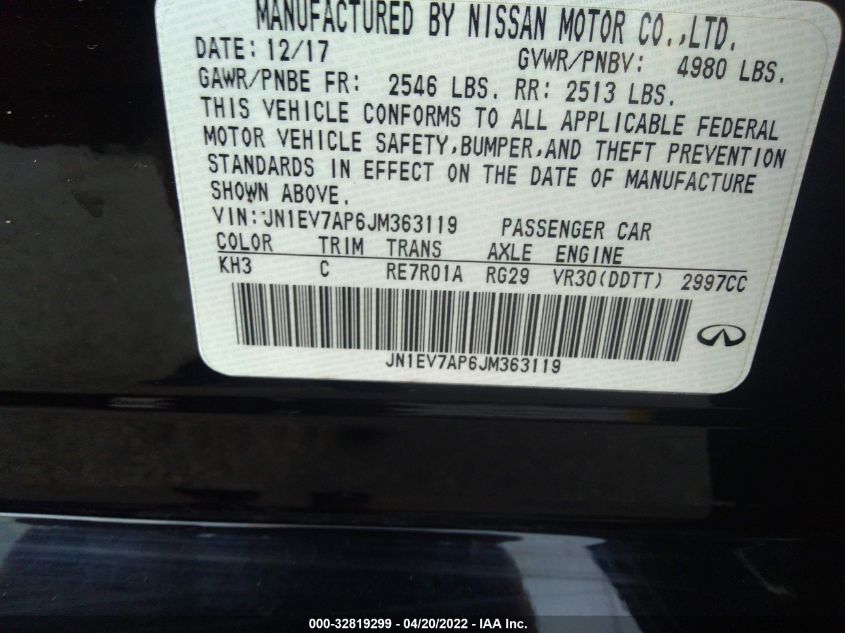 MANUFACTURED BY NISSAN MOTOR CO.,LTD.
DATE: 12/17 GVWR/PNBV: 4980 LBS.
GAWR/PNBE FR: 2546 LBS. RR: 2513 LBS.
THIS VEHICLE CONFORMS TO ALL APPLICABLE FEDERAL
MOTOR VEHICLE SAFETY,BUMPER,AND THEFT PREVENTION
STANDARDS IN EFFECT ON THE DATE OF MANUFACTURE
SHOWN ABOVE.
VIN: JN1EV7AP6JM363119 PASSENGER CAR
COLOR TRIM TRANS AXLE ENGINE
KH3 C RE7R01A RG29 VR30(DDTT) 2997CC
JN1EV7AP6JM363119
000-32819299 - 04/20/2022 - IAA Inc.